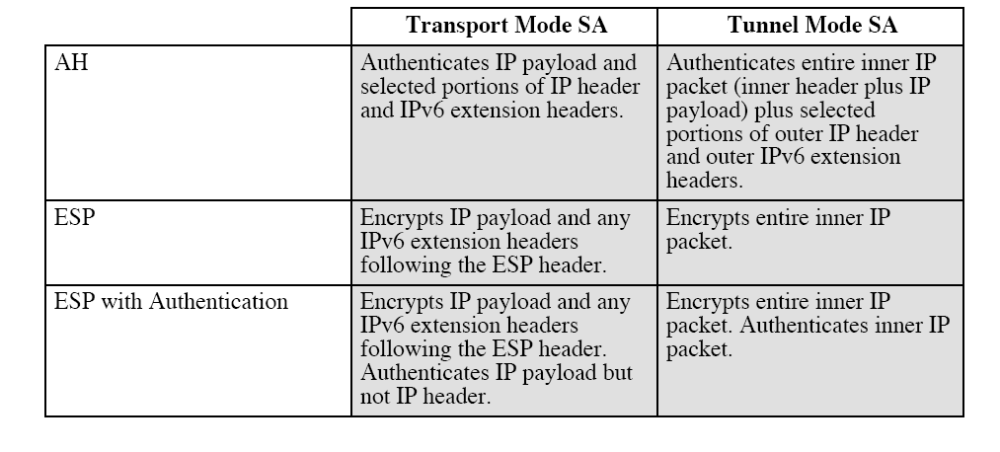 Transport Mode SA
Tunnel Mode SA
AH
Authenticates IP payload and
selected portions of IP header
and IPv6 extension headers.
Authenticates entire inner IP
packet (inner header plus IP
payload) plus selected
portions of outer IP header
and outer IPv6 extension
headers.
ESP
Encrypts IP payload and any
IPv6 extension headers
following the ESP header.
Encrypts entire inner IP
packet.
ESP with Authentication
Encrypts IP payload and any
IPv6 extension headers
following the ESP header.
Authenticates IP payload but
not IP header.
Encrypts entire inner IP
packet. Authenticates inner IP
packet.